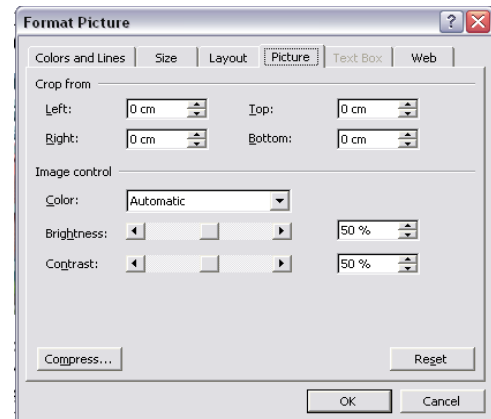 Format Picture
Colors and Lines Size Layout Picture Text Box Web
Crop from
Left: 0 cm Top: 0 cm
Right: 0 cm Bottom: 0 cm
Image control
Color: Automatic
Brightness: 50 %
Contrast: 50 %
Compress... Reset
OK Cancel